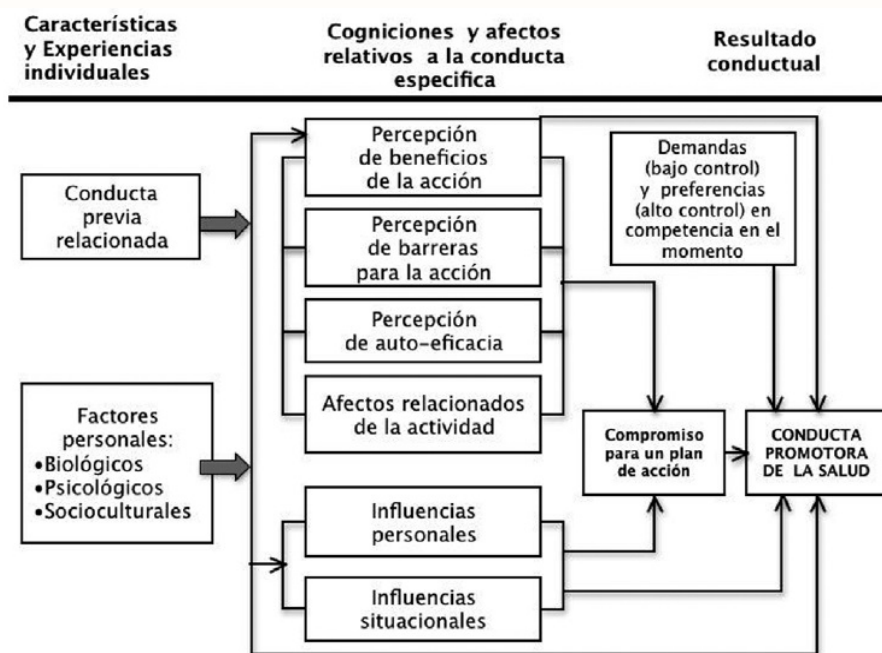 Características
y Experiencias
individuales
Cogniciones y afectos
relativos a la conducta
especifica
Resultado
conductual
Conducta
previa
relacionada
Factores
personales:
•Biológicos
•Psicológicos
•Socioculturales
Percepción
de beneficios
de la acción
Percepción
de barreras
para la acción
Percepción
de auto-eficacia
Afectos relacionados
de la actividad
Influencias
personales
Influencias
situacionales
Demandas
(bajo control)
y preferencias
(alto control) en
competencia en el
momento
Compromiso
para un plan
de acción
CONDUCTA
PROMOTORA
DE LA SALUD